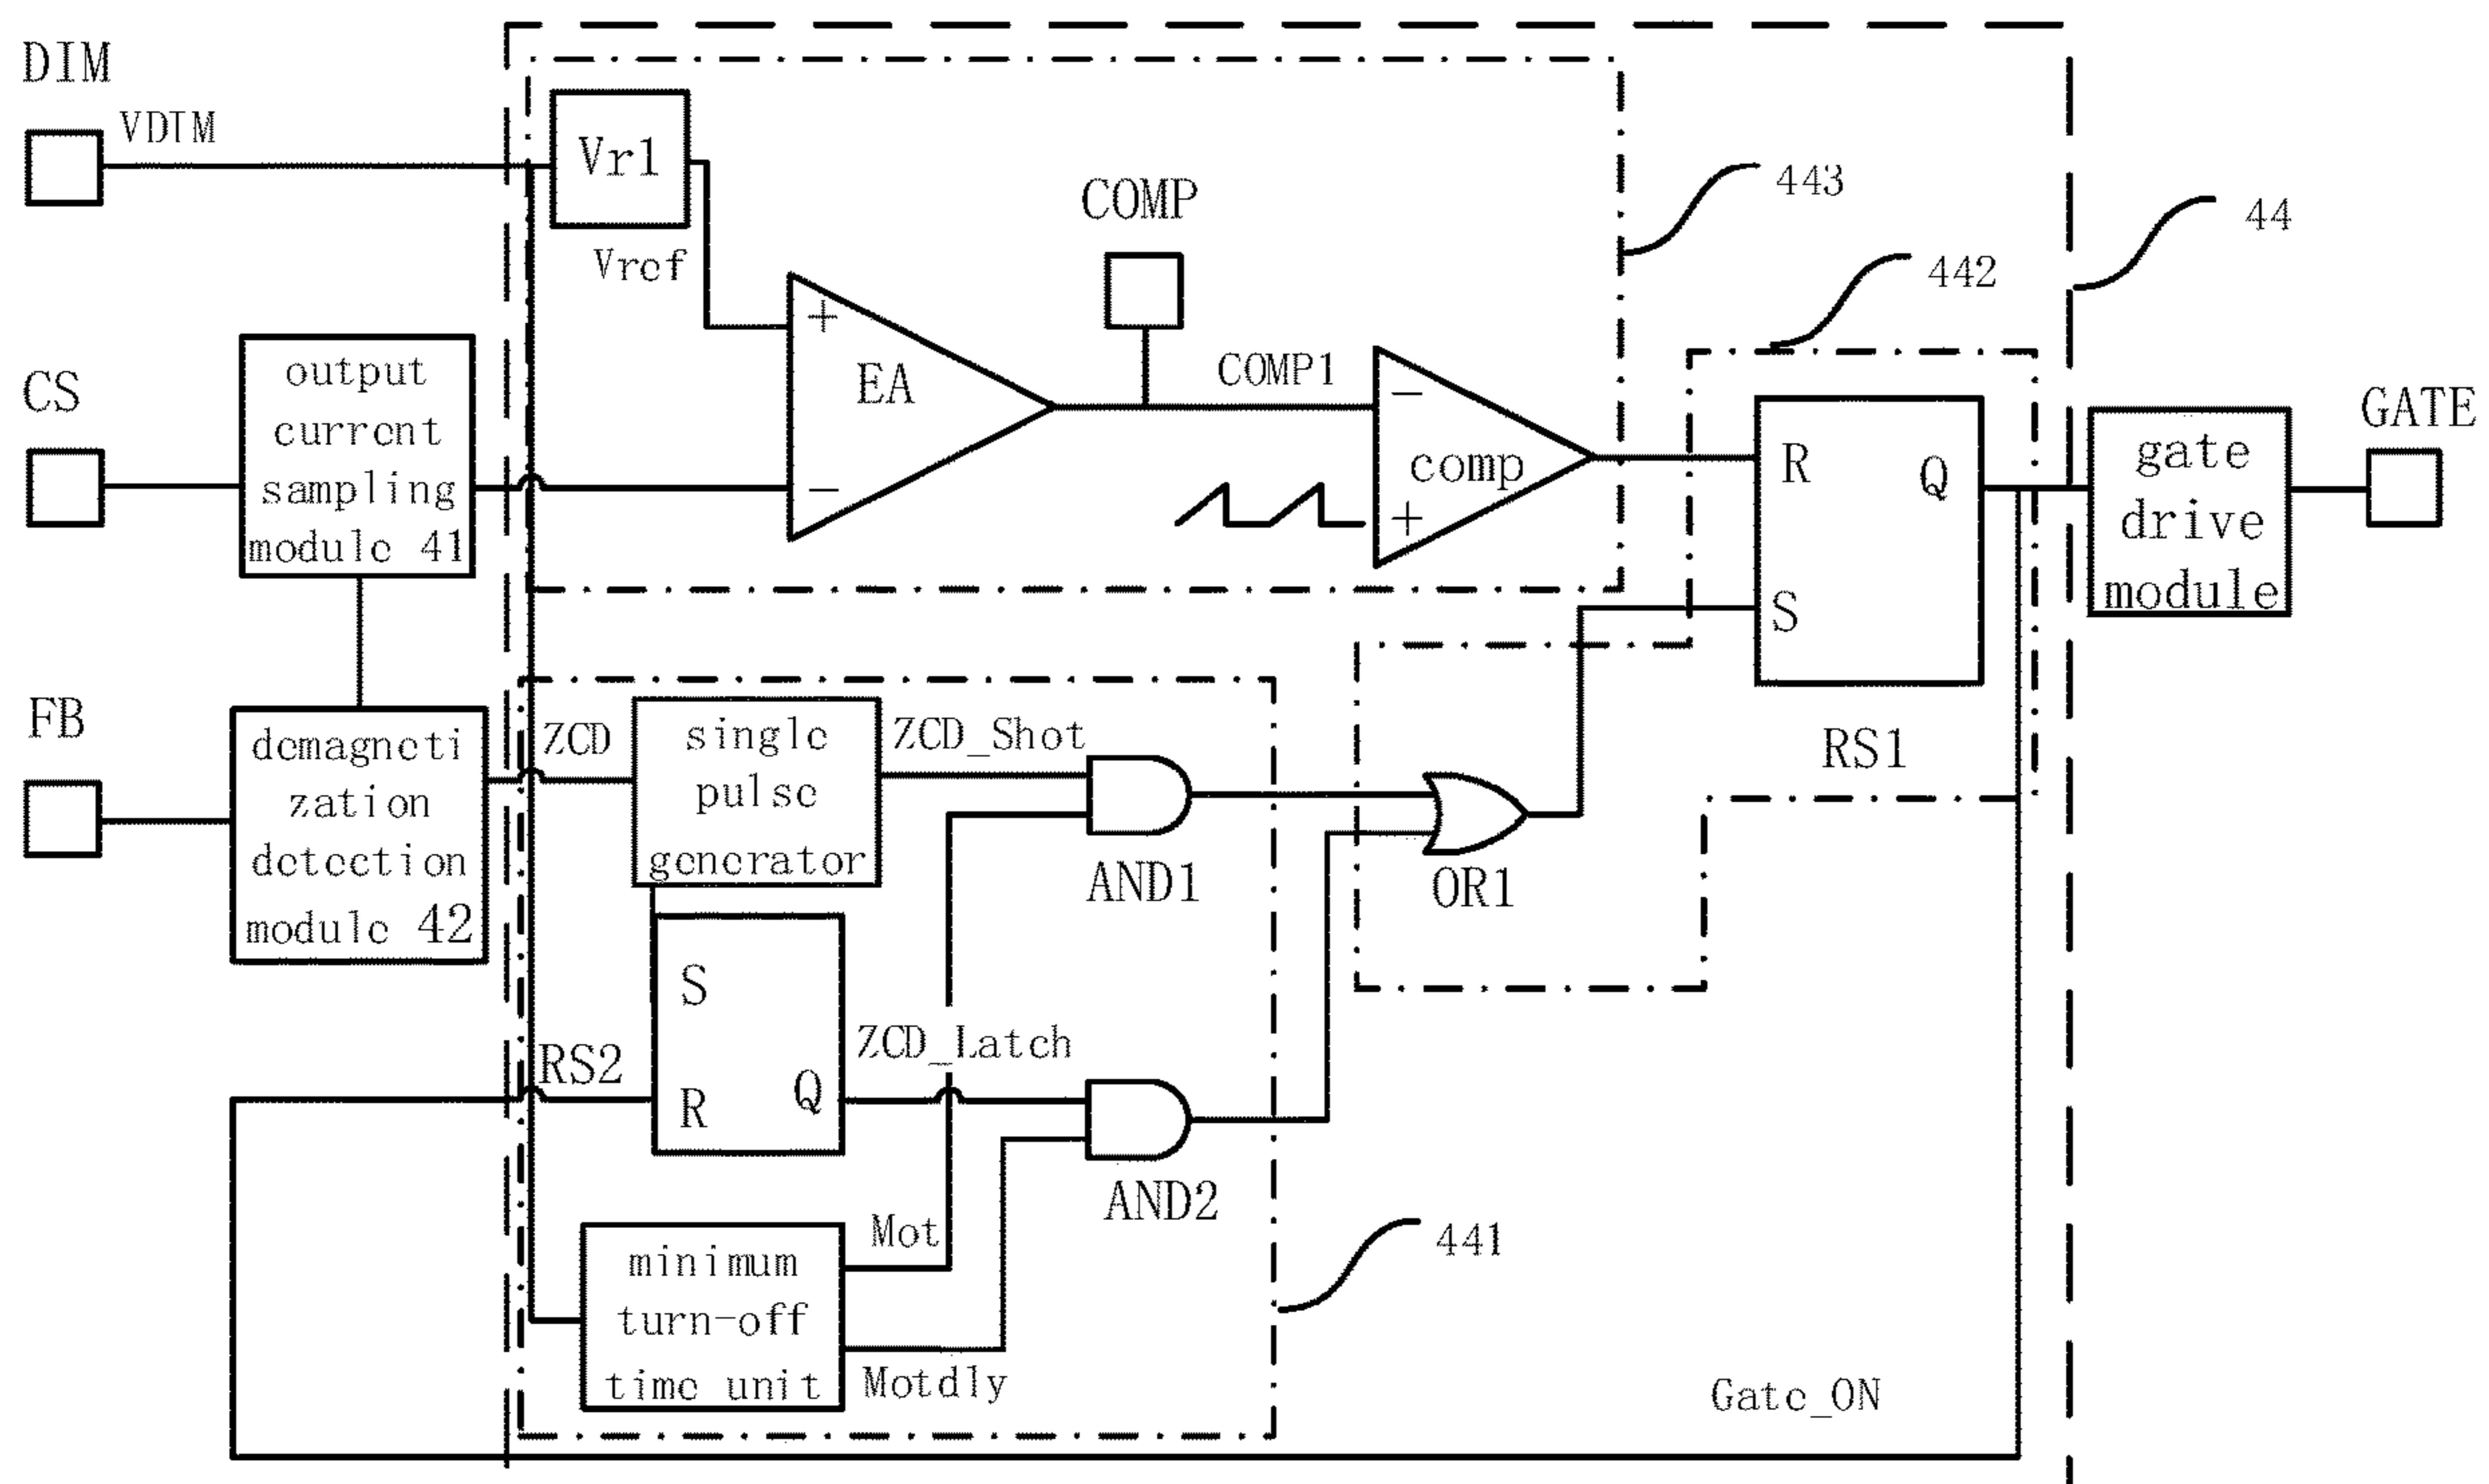 DIM
VDIM
Vr1
Vref
COMP
443
44
442
CS
output
current
sampling
module 41
+
EA
−
COMP1
−
comp
+
R
Q
S
RS1
gate
drive
module
GATE
FB
demagneti
zation
detection
module 42
ZCD
single
pulse
generator
ZCD_Shot
AND1
OR1
S
RS2
R
Q
ZCD_Latch
AND2
minimum
turn-off
time unit
Mot
Motdly
441
Gate_ON